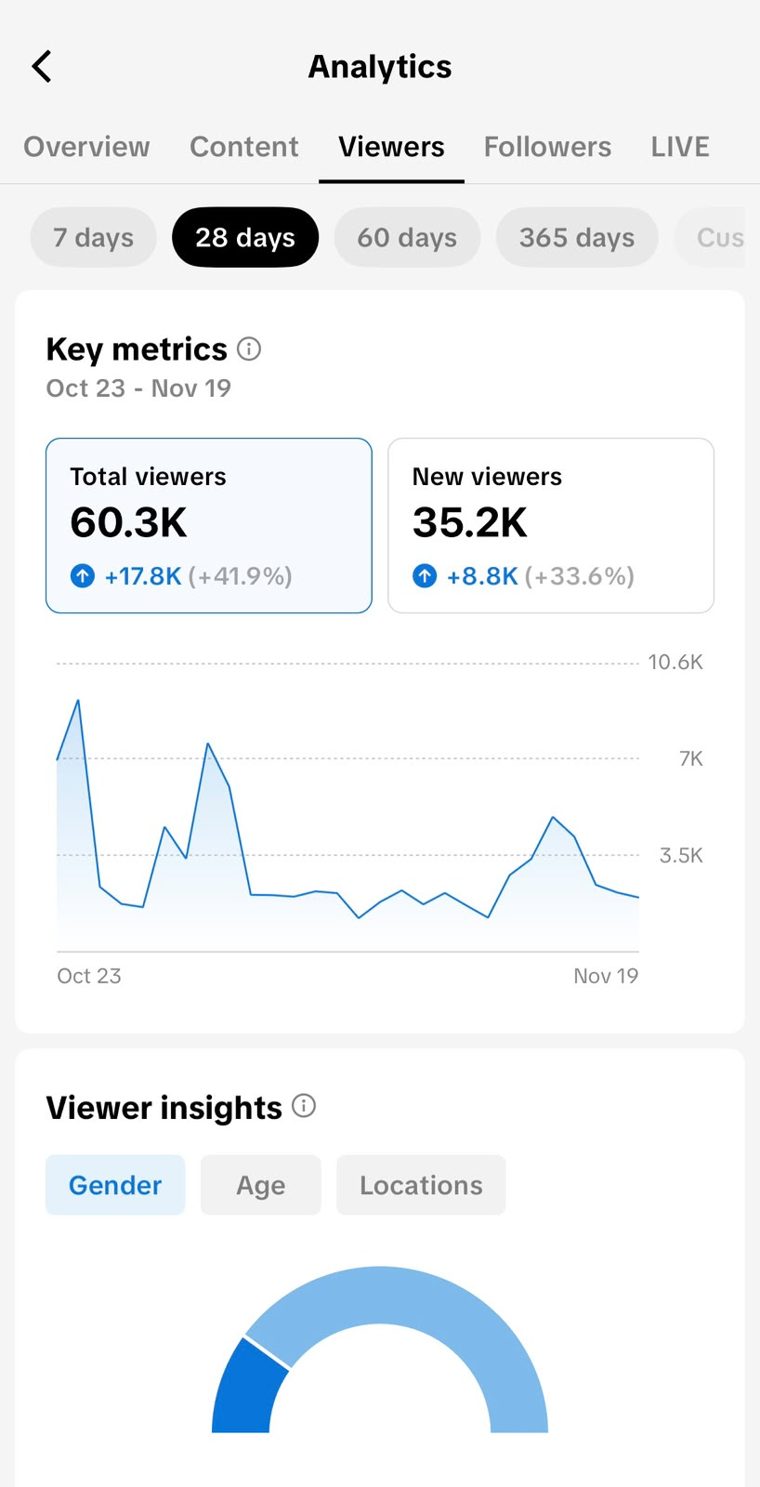 Analytics
Overview Content Viewers Followers LIVE
7 days 28 days 60 days 365 days Cus
Key metrics
Oct 23 - Nov 19
Total viewers
60.3K
+17.8K (+41.9%)
New viewers
35.2K
+8.8K (+33.6%)
10.6K
7K
3.5K
Oct 23 Nov 19
Viewer insights
Gender Age Locations